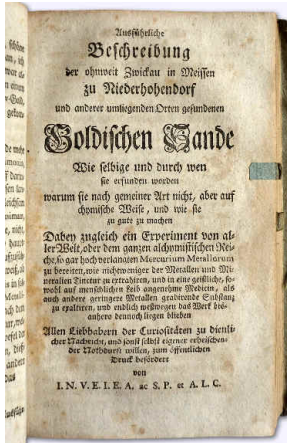 Ausführliche
Beschreibung
der ohnweit Zwickau in Meissen
zu Niederhohendorf
und anderer umliegenden Orten gefundenen
Goldischen Sande
Wie selbige und durch wen
sie erfunden worden
warum sie nach gemeiner Art nicht, aber auf
chymische Weise, und wie sie
zu gute zu machen
Dabey zugleich ein Experiment von al-
ler Welt, oder dem ganzen alchymistischen Rei-
che, so gar hoch verlangten Mercurium Metallorum
zu bereiten, wie nichtweniger der Metallen und Mi-
neralien Tinctur zu extrahiren, und in eine geistliche, so-
wohl auf menschlichen Leib angenehme Medicin, als
auch andere geringere Metallen gradirende Substanz
zu exaltiren, und endlich weßwegen das Werk bis-
anhero dennoch liegen blieben
Allen Liebhabern der Curiositäten zu dienli-
cher Nachricht, und sonst selbst eigener erheischen-
der Nothdurft willen, zum öffentlichen
Druck befördert
von
I. N. V. E. I. E. A. ac S. P. et A. L. C.